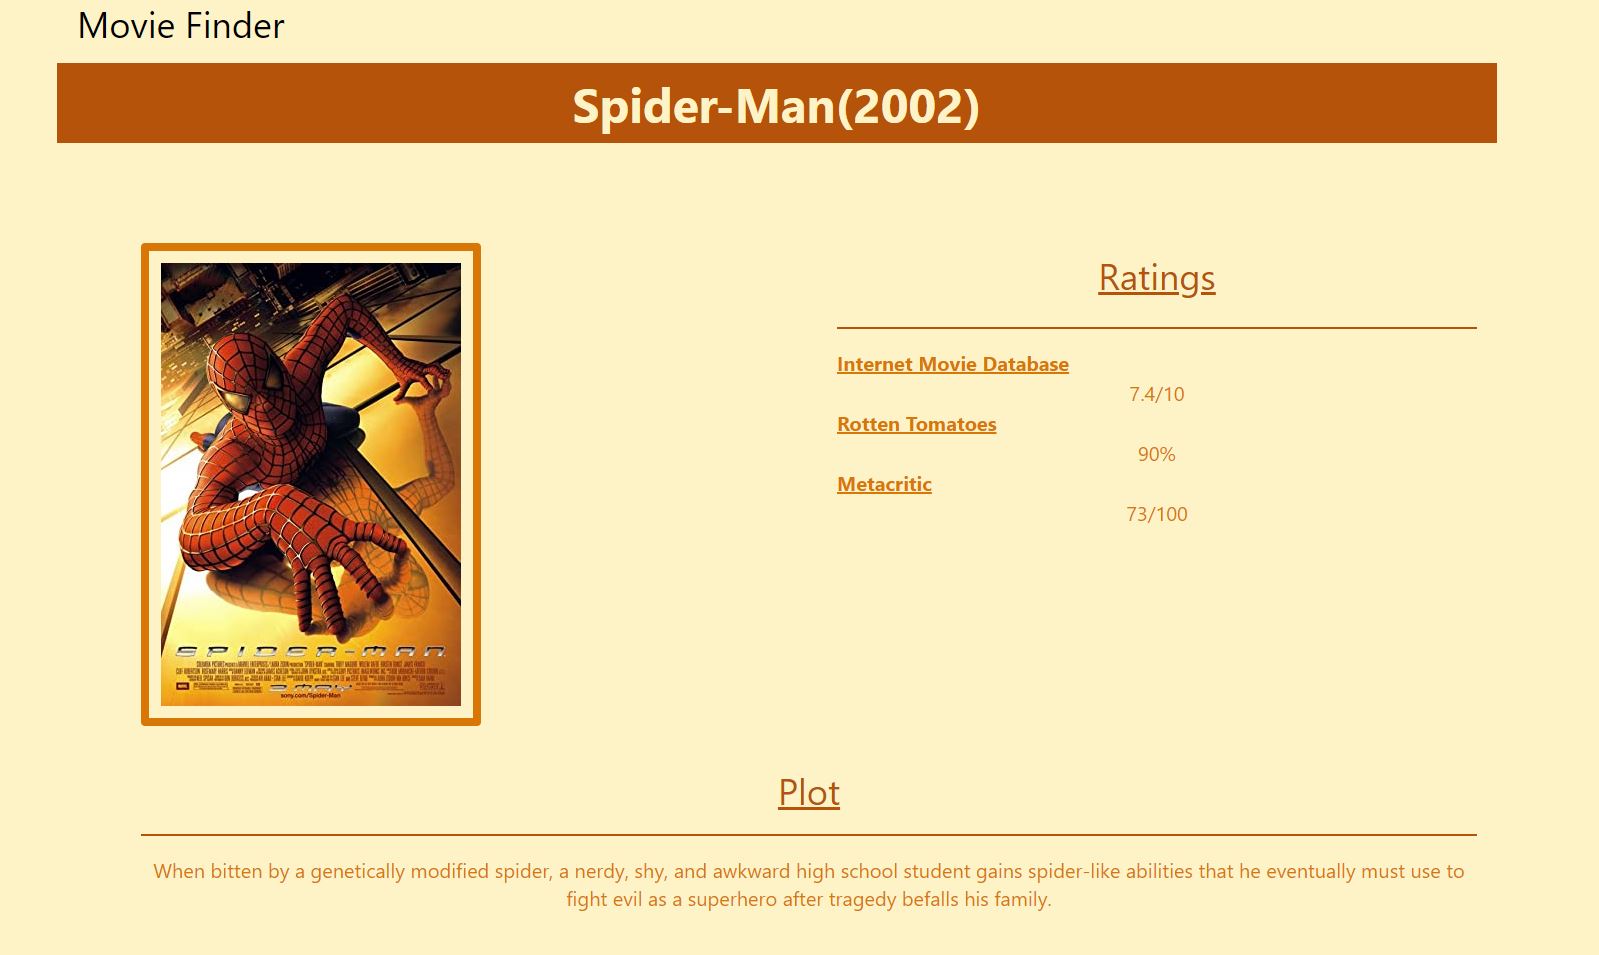 Movie Finder
Spider-Man(2002)
Ratings
Internet Movie Database
7.4/10
Rotten Tomatoes
90%
Metacritic
73/100
SPIDER-MAN
sony.com/Spider-Man
Plot
When bitten by a genetically modified spider, a nerdy, shy, and awkward high school student gains spider-like abilities that he eventually must use to
fight evil as a superhero after tragedy befalls his family.